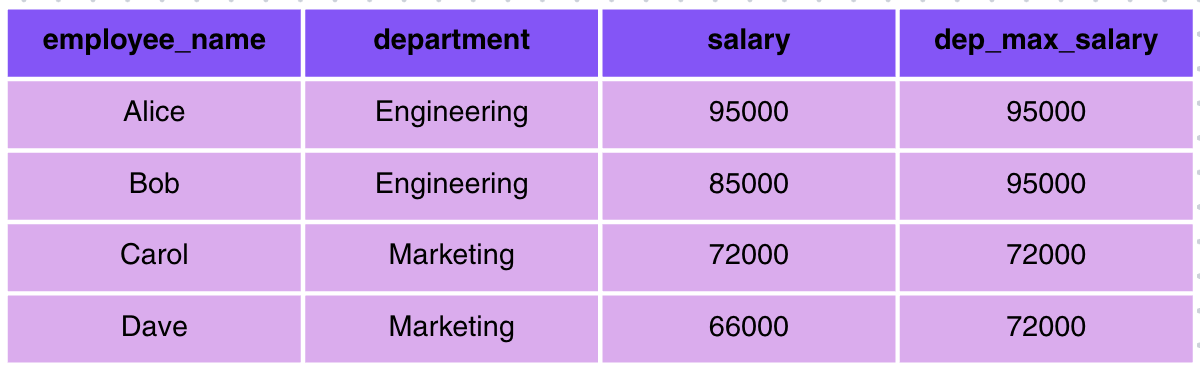 employee_name department salary dep_max_salary
Alice Engineering 95000 95000
Bob Engineering 85000 95000
Carol Marketing 72000 72000
Dave Marketing 66000 72000